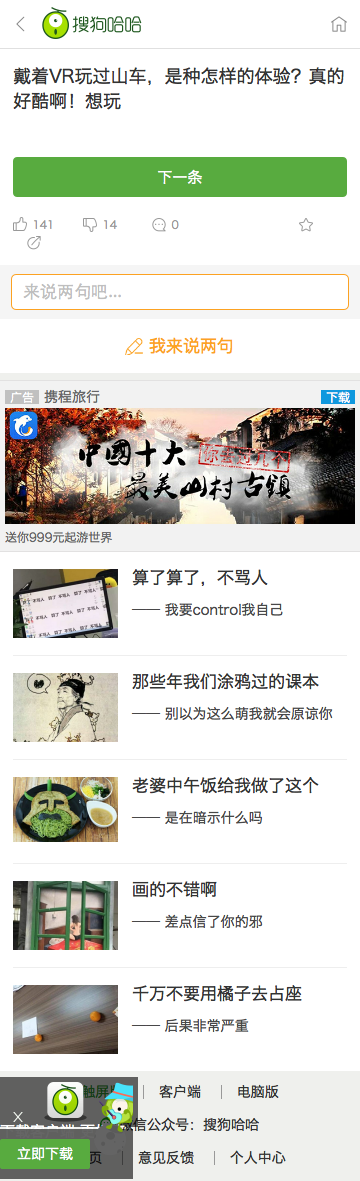 搜狗哈哈
戴着VR玩过山车，是种怎样的体验？真的
好酷啊！想玩
下一条
141 14 0
来说两句吧...
我来说两句
广告 携程旅行 下载
中國十大
你去过几个
最美山村古鎮
送你999元起游世界
算了算了，不骂人
—— 我要control我自己
那些年我们涂鸦过的课本
—— 别以为这么萌我就会原谅你
老婆中午饭给我做了这个
—— 是在暗示什么吗
画的不错啊
—— 差点信了你的邪
千万不要用橘子去占座
—— 后果非常严重
触屏版 | 客户端 | 电脑版
微信公众号：搜狗哈哈
页 | 意见反馈 | 个人中心
X
立即下载